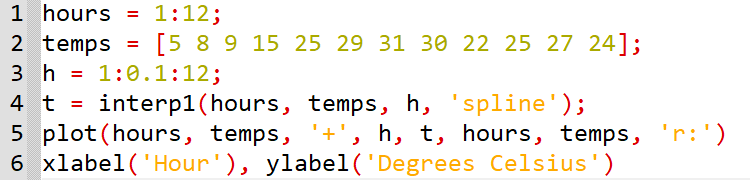 1 hours = 1:12;
2 temps = [5 8 9 15 25 29 31 30 22 25 27 24];
3 h = 1:0.1:12;
4 t = interp1(hours, temps, h, 'spline');
5 plot(hours, temps, '+', h, t, hours, temps, 'r:')
6 xlabel('Hour'), ylabel('Degrees Celsius')